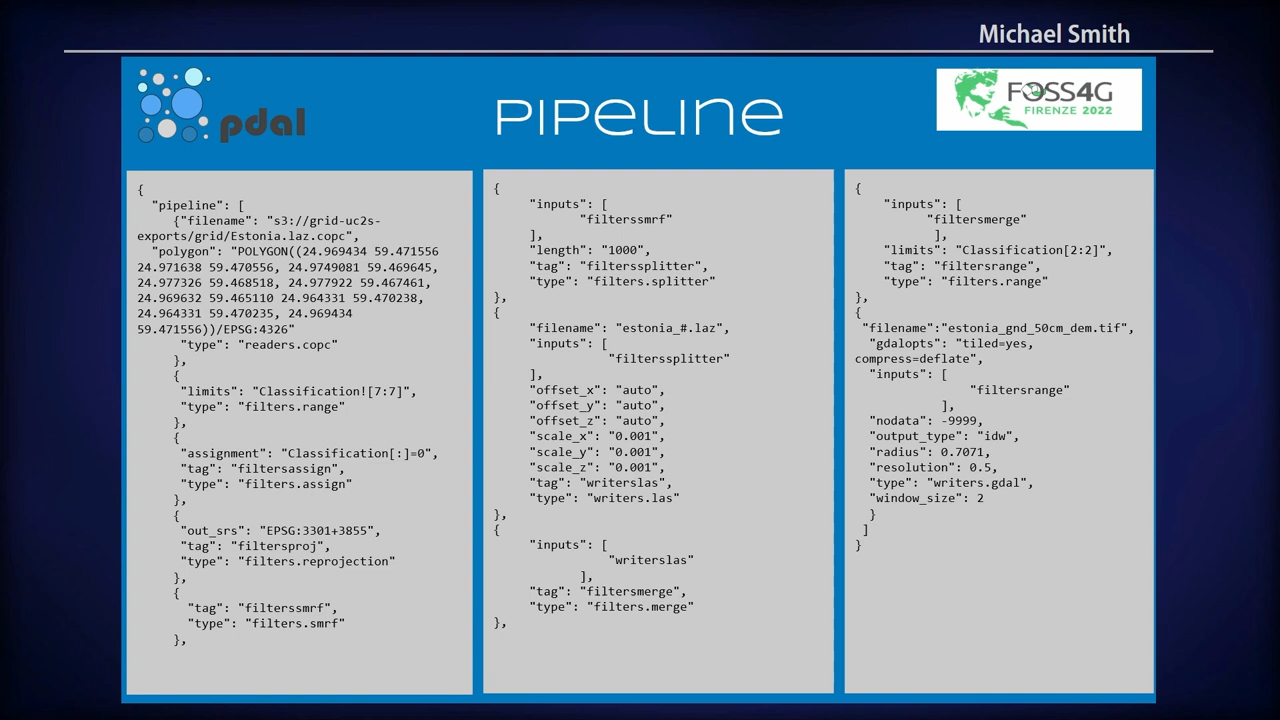 Michael Smith
pdal
PIPELINE
FOSS4G
FIRENZE 2022
{
"pipeline": [
{"filename": "s3://grid-uc2s-
exports/grid/Estonia.laz.copc",
"polygon": "POLYGON((24.969434 59.471556
24.971638 59.470556, 24.9749081 59.469645,
24.977326 59.468518, 24.977922 59.467461,
24.969632 59.465110 24.964331 59.470238,
24.964331 59.470235, 24.969434
59.471556))/EPSG:4326"
"type": "readers.copc"
},
{
"limits": "Classification![7:7]",
"type": "filters.range"
},
{
"assignment": "Classification[:]=0",
"tag": "filtersassign",
"type": "filters.assign"
},
{
"out_srs": "EPSG:3301+3855",
"tag": "filtersproj",
"type": "filters.reprojection"
},
{
"tag": "filterssmrf",
"type": "filters.smrf"
},
{
"inputs": [
"filterssmrf"
],
"length": "1000",
"tag": "filterssplitter",
"type": "filters.splitter"
},
{
"filename": "estonia_#.laz",
"inputs": [
"filterssplitter"
],
"offset_x": "auto",
"offset_y": "auto",
"offset_z": "auto",
"scale_x": "0.001",
"scale_y": "0.001",
"scale_z": "0.001",
"tag": "writerslas",
"type": "writers.las"
},
{
"inputs": [
"writerslas"
],
"tag": "filtersmerge",
"type": "filters.merge"
},
{
"inputs": [
"filtersmerge"
],
"limits": "Classification[2:2]",
"tag": "filtersrange",
"type": "filters.range"
},
{
"filename":"estonia_gnd_50cm_dem.tif",
"gdalopts": "tiled=yes,
compress=deflate",
"inputs": [
"filtersrange"
],
"nodata": -9999,
"output_type": "idw",
"radius": 0.7071,
"resolution": 0.5,
"type": "writers.gdal",
"window_size": 2
}
]
}